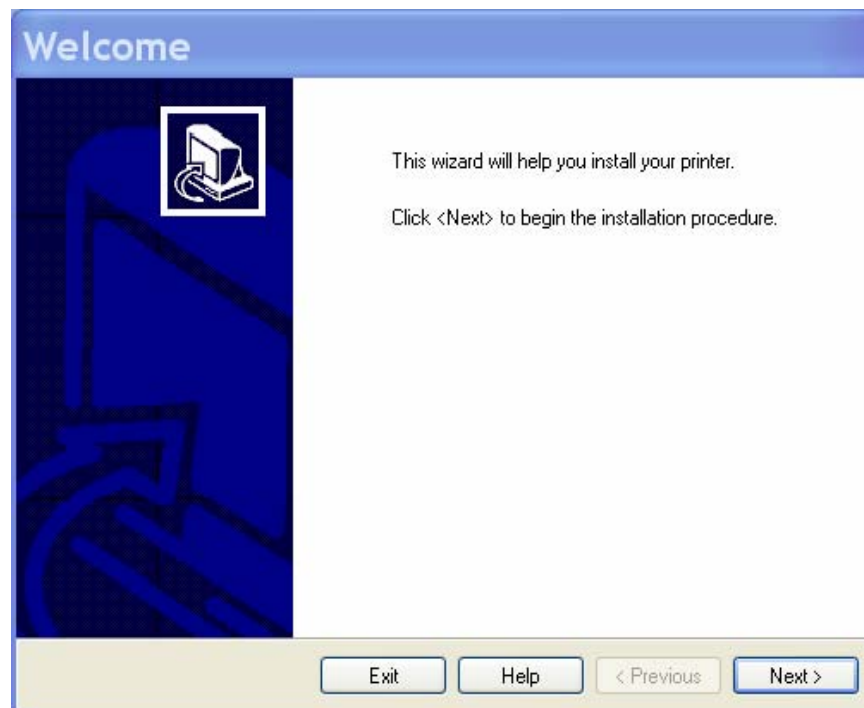 Welcome
This wizard will help you install your printer.
Click <Next> to begin the installation procedure.
Exit
Help
< Previous
Next >